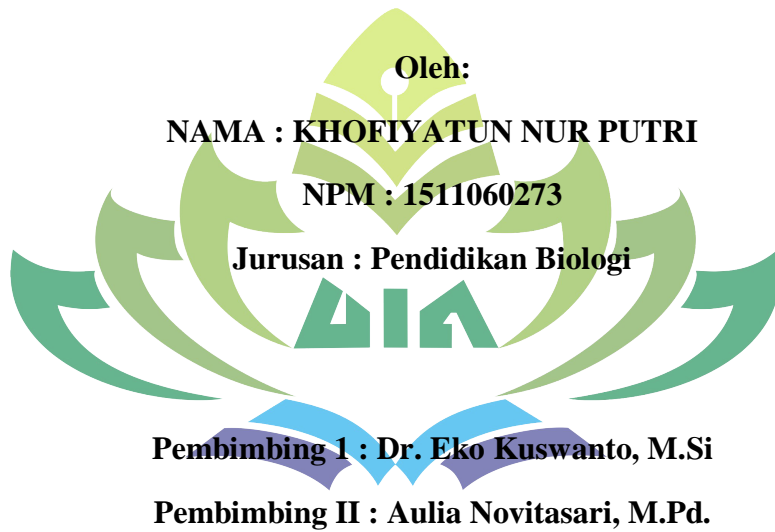 Oleh:
NAMA : KHOFIYATUN NUR PUTRI
NPM : 1511060273
Jurusan : Pendidikan Biologi
UIN
Pembimbing 1 : Dr. Eko Kuswanto, M.Si
Pembimbing II : Aulia Novitasari, M.Pd.